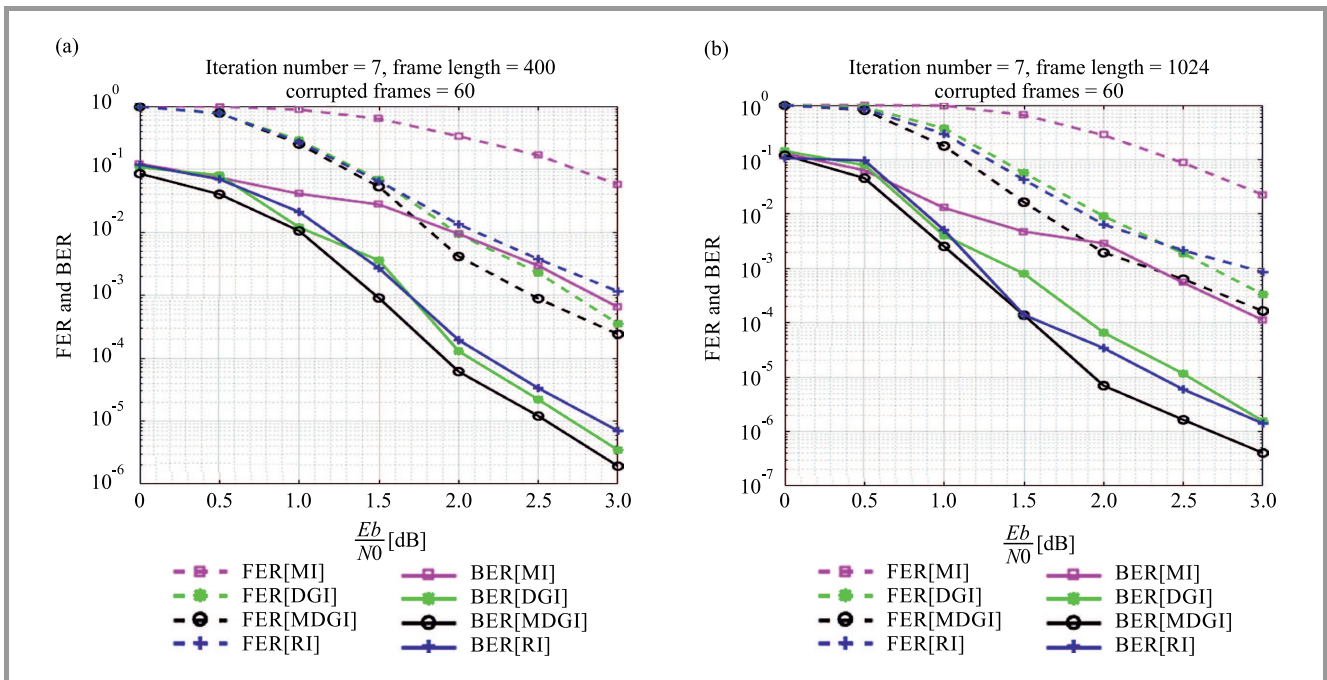 (a)
Iteration number = 7, frame length = 400
corrupted frames = 60
FER and BER
10^0
10^-1
10^-2
10^-3
10^-4
10^-5
10^-6
0 0.5 1.0 1.5 2.0 2.5 3.0
Eb/N0 [dB]
FER[MI] BER[MI]
FER[DGI] BER[DGI]
FER[MDGI] BER[MDGI]
FER[RI] BER[RI]
(b)
Iteration number = 7, frame length = 1024
corrupted frames = 60
FER and BER
10^0
10^-1
10^-2
10^-3
10^-4
10^-5
10^-6
10^-7
0 0.5 1.0 1.5 2.0 2.5 3.0
Eb/N0 [dB]
FER[MI] BER[MI]
FER[DGI] BER[DGI]
FER[MDGI] BER[MDGI]
FER[RI] BER[RI]